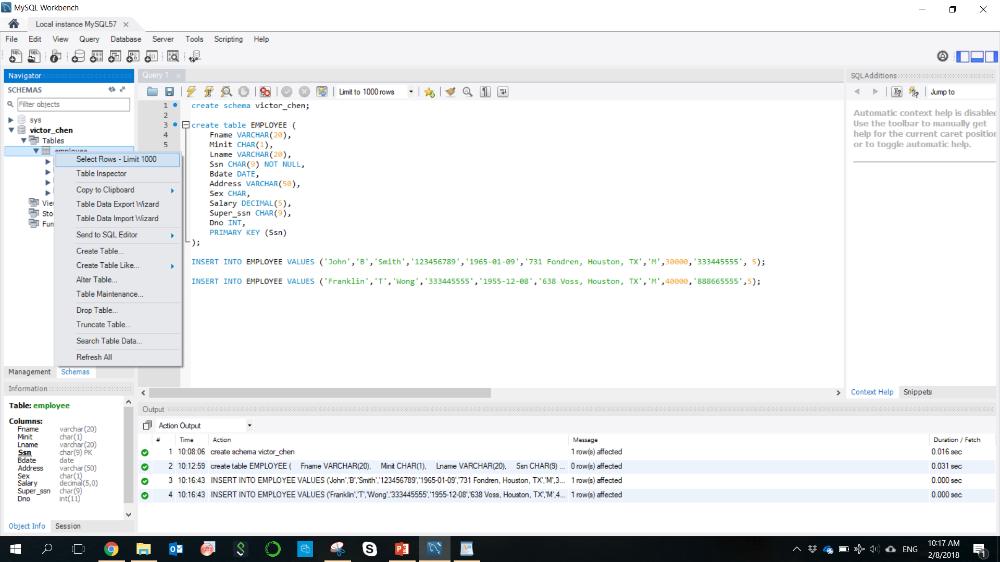 MySQL Workbench
Local instance MySQL57
File Edit View Query Database Server Tools Scripting Help
Navigator
SCHEMAS
Filter objects
sys
victor_chen
Tables
employee
Select Rows - Limit 1000
Table Inspector
Copy to Clipboard
Table Data Export Wizard
Table Data Import Wizard
Send to SQL Editor
Create Table...
Create Table Like...
Alter Table...
Table Maintenance...
Drop Table...
Truncate Table...
Search Table Data...
Refresh All
Management Schemas
Information
Table: employee
Columns:
Fname varchar(20)
Minit char(1)
Lname varchar(20)
Ssn char(9) PK
Bdate date
Address varchar(50)
Sex char(1)
Salary decimal(5,0)
Super_ssn char(9)
Dno int(11)
Object Info Session
Query 1
Limit to 1000 rows
1 create schema victor_chen;
2
3 create table EMPLOYEE (
4 Fname VARCHAR(20),
5 Minit CHAR(1),
Lname VARCHAR(20),
Ssn CHAR(9) NOT NULL,
Bdate DATE,
Address VARCHAR(50),
Sex CHAR,
Salary DECIMAL(5),
Super_ssn CHAR(9),
Dno INT,
PRIMARY KEY (Ssn)
);
INSERT INTO EMPLOYEE VALUES ('John','B','Smith','123456789','1965-01-09','731 Fondren, Houston, TX','M',30000,'333445555', 5);
INSERT INTO EMPLOYEE VALUES ('Franklin','T','Wong','333445555','1955-12-08','638 Voss, Houston, TX','M',40000,'888665555',5);
SQLAdditions
Jump to
Automatic context help is disabled
Use the toolbar to manually get
help for the current caret position
or to toggle automatic help.
Context Help Snippets
Output
Action Output
# Time Action Message Duration / Fetch
1 10:08:06 create schema victor_chen 1 row(s) affected 0.016 sec
2 10:12:59 create table EMPLOYEE ( Fname VARCHAR(20), Minit CHAR(1), Lname VARCHAR(20), Ssn CHAR(9) ... 0 row(s) affected 0.031 sec
3 10:16:43 INSERT INTO EMPLOYEE VALUES ('John','B','Smith','123456789','1965-01-09','731 Fondren, Houston, TX','M',3... 1 row(s) affected 0.000 sec
4 10:16:43 INSERT INTO EMPLOYEE VALUES ('Franklin','T','Wong','333445555','1955-12-08','638 Voss, Houston, TX','M',4... 1 row(s) affected 0.000 sec
ENG
10:17 AM
2/8/2018
1